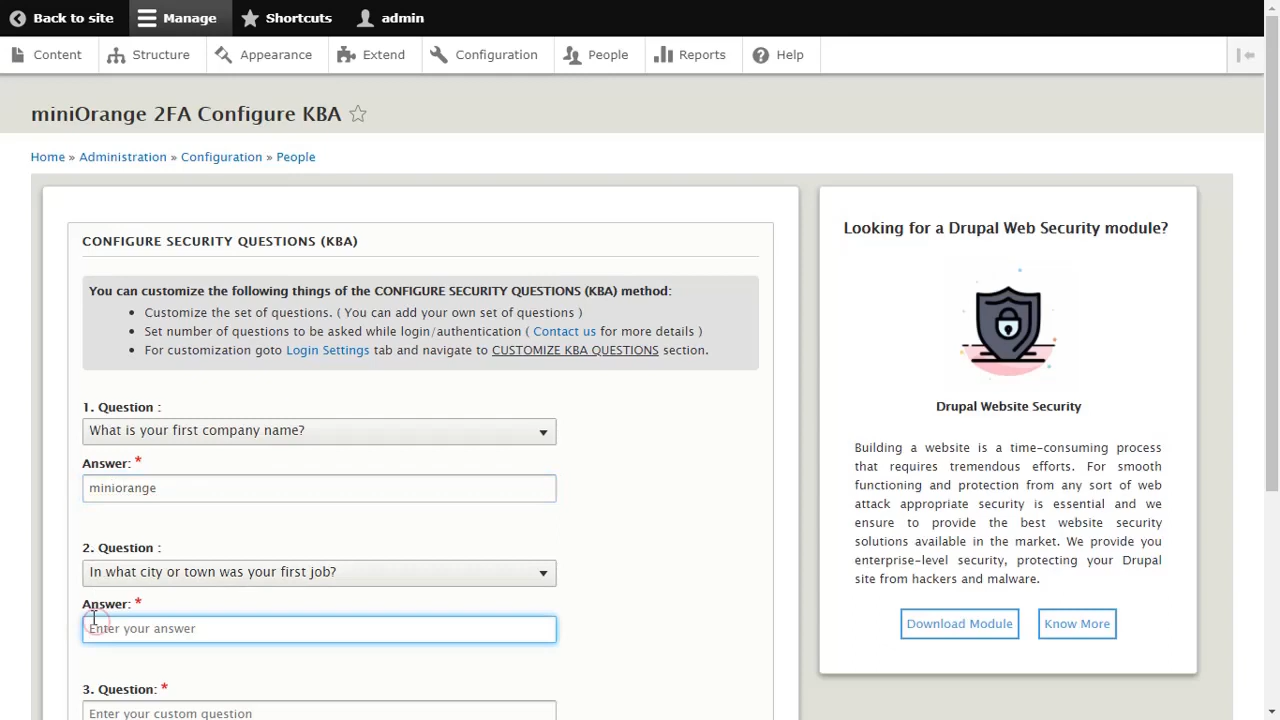 Back to site Manage Shortcuts admin
Content Structure Appearance Extend Configuration People Reports Help
miniOrange 2FA Configure KBA
Home » Administration » Configuration » People
CONFIGURE SECURITY QUESTIONS (KBA)
You can customize the following things of the CONFIGURE SECURITY QUESTIONS (KBA) method:
• Customize the set of questions. ( You can add your own set of questions )
• Set number of questions to be asked while login/authentication ( Contact us for more details )
• For customization goto Login Settings tab and navigate to CUSTOMIZE KBA QUESTIONS section.
1. Question :
What is your first company name?
Answer: *
miniorange
2. Question :
In what city or town was your first job?
Answer: *
Enter your answer
3. Question: *
Enter your custom question
Looking for a Drupal Web Security module?
Drupal Website Security
Building a website is a time-consuming process
that requires tremendous efforts. For smooth
functioning and protection from any sort of web
attack appropriate security is essential and we
ensure to provide the best website security
solutions available in the market. We provide you
enterprise-level security, protecting your Drupal
site from hackers and malware.
Download Module Know More